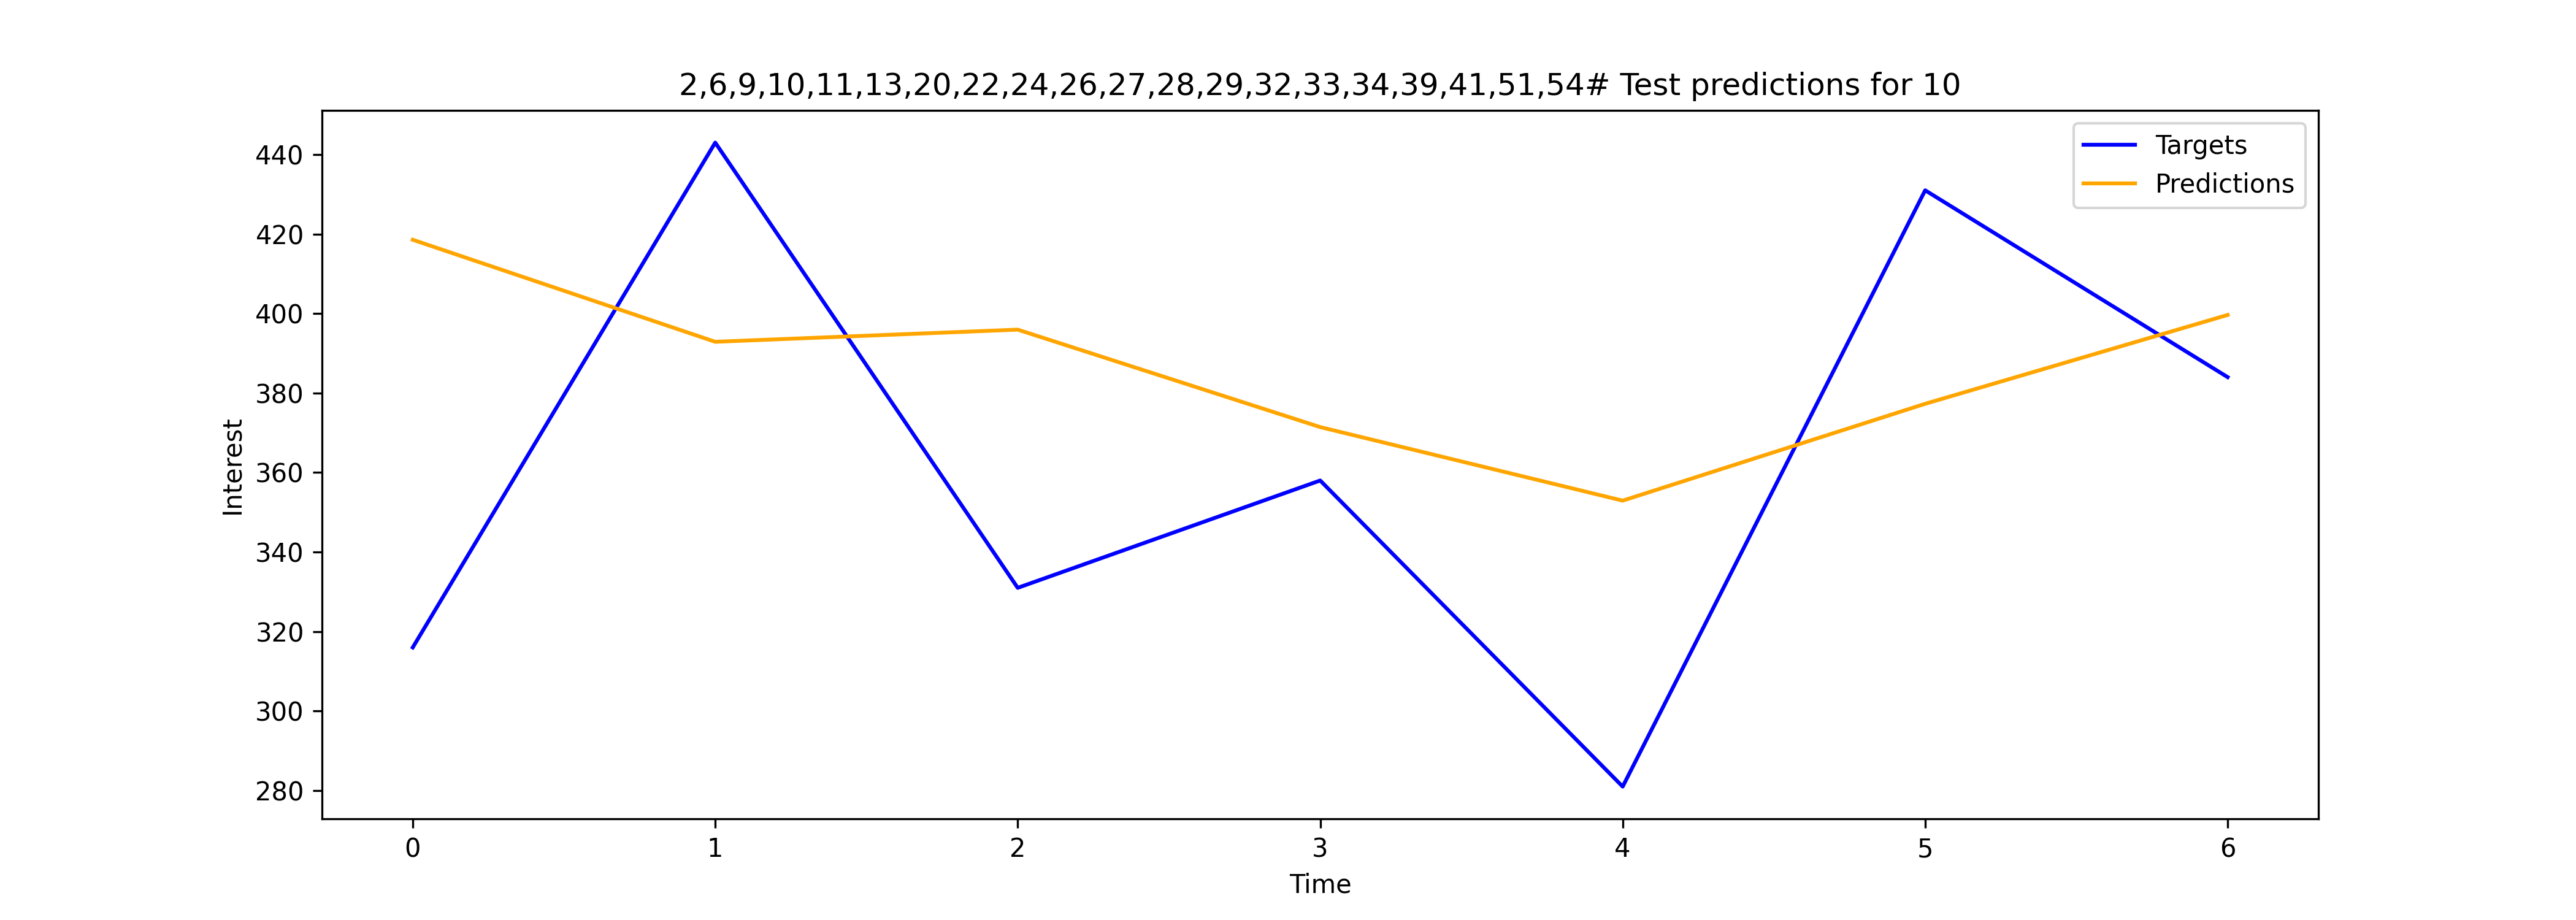 2,6,9,10,11,13,20,22,24,26,27,28,29,32,33,34,39,41,51,54# Test predictions for 10
Targets
Predictions
440
420
400
380
360
340
320
300
280
Interest
0 1 2 3 4 5 6
Time